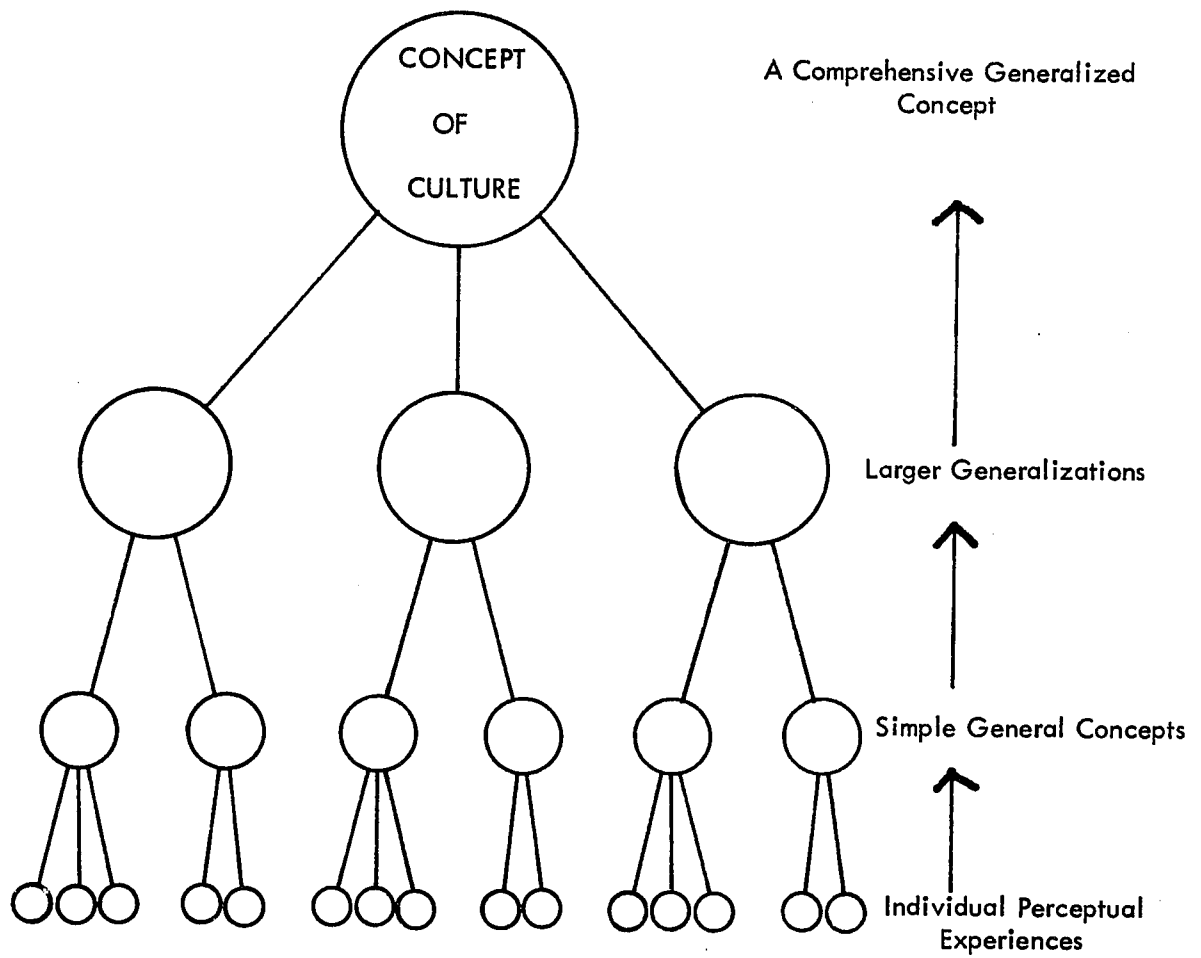 CONCEPT
OF
CULTURE
A Comprehensive Generalized
Concept
Larger Generalizations
Simple General Concepts
Individual Perceptual
Experiences